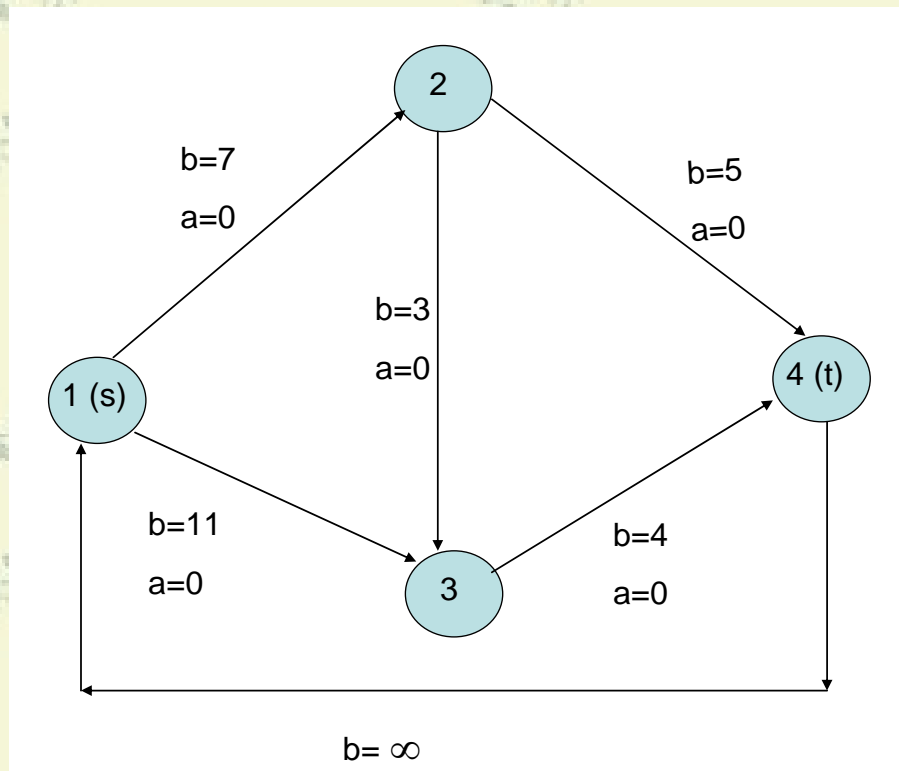 2
b=7
a=0
b=5
a=0
b=3
a=0
1 (s)
4 (t)
b=11
a=0
3
b=4
a=0
b= ∞